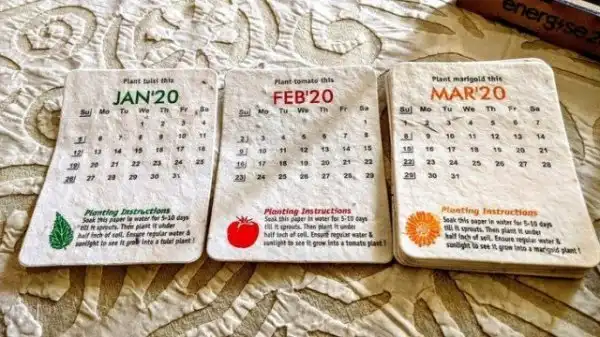 energise 2
Plant tulsi this
JAN'20
Su Mo Tu We Th Fr Sa
1 2 3 4
5 6 7 8 9 10 11
12 13 14 15 16 17 18
19 20 21 22 23 24 25
26 27 28 29 30 31
Planting Instructions
Soak this paper in water for 5-10 days
till it sprouts. Then plant it under
half inch of soil. Ensure regular water &
sunlight to see it grow into a tulsi plant !
Plant tomato this
FEB'20
Su Mo Tu We Th Fr Sa
1
2 3 4 5 6 7 8
9 10 11 12 13 14 15
16 17 18 19 20 21 22
23 24 25 26 27 28 29
Planting Instructions
Soak this paper in water for 5-10 days
till it sprouts. Then plant it under
half inch of soil. Ensure regular water &
sunlight to see it grow into a tomato plant !
Plant marigold this
MAR'20
Su Mo Tu We Th Fr Sa
1 2 3 4 5 6 7
8 9 10 11 12 13 14
15 16 17 18 19 20 21
22 23 24 25 26 27 28
29 30 31
Planting Instructions
Soak this paper in water for 5-10 days
till it sprouts. Then plant it under
half inch of soil. Ensure regular water &
sunlight to see it grow into a marigold plant !